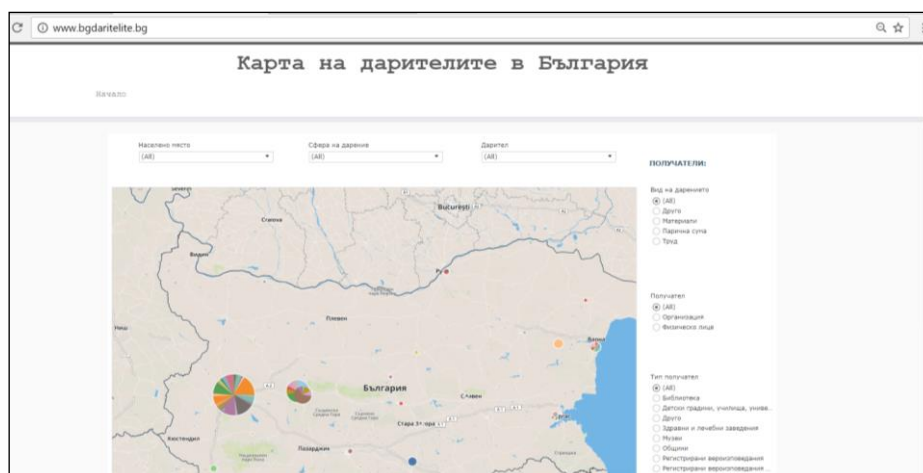 www.bgdaritelite.bg
Карта на дарителите в България
Начало
Населено място
(All)
Сфера на дарение
(All)
Дарител
(All)
ПОЛУЧАТЕЛИ:
Вид на дарението
(All)
Друго
Материали
Парична сума
Труд
Получател
(All)
Организация
Физическо лице
Тип получател
(All)
Библиотека
Детски градини, училища, униве..
Друго
Здравни и лечебни заведения
Музеи
Общини
Регистрирани вероизповедания
Регистрирани вероизповедания ...
București
Craiova
Видин
Плевен
Ниш
Варна
България
Сливен
Стара Загора
Пазарджик
Кюстендил